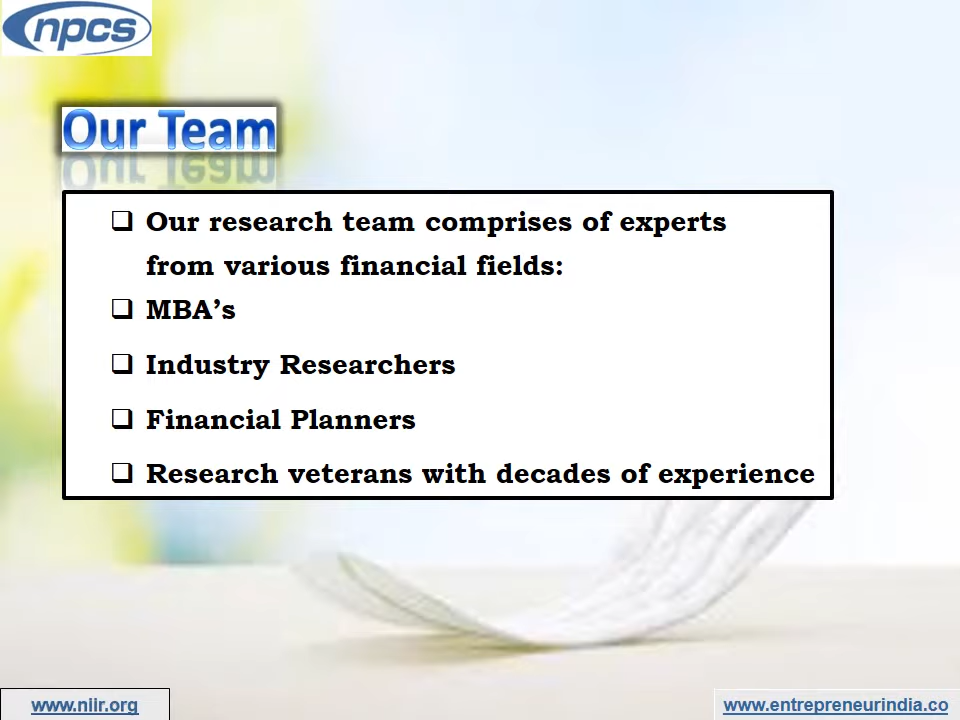 npcs
Our Team
❑ Our research team comprises of experts
from various financial fields:
❑ MBA’s
❑ Industry Researchers
❑ Financial Planners
❑ Research veterans with decades of experience
www.niir.org
www.entrepreneurindia.co